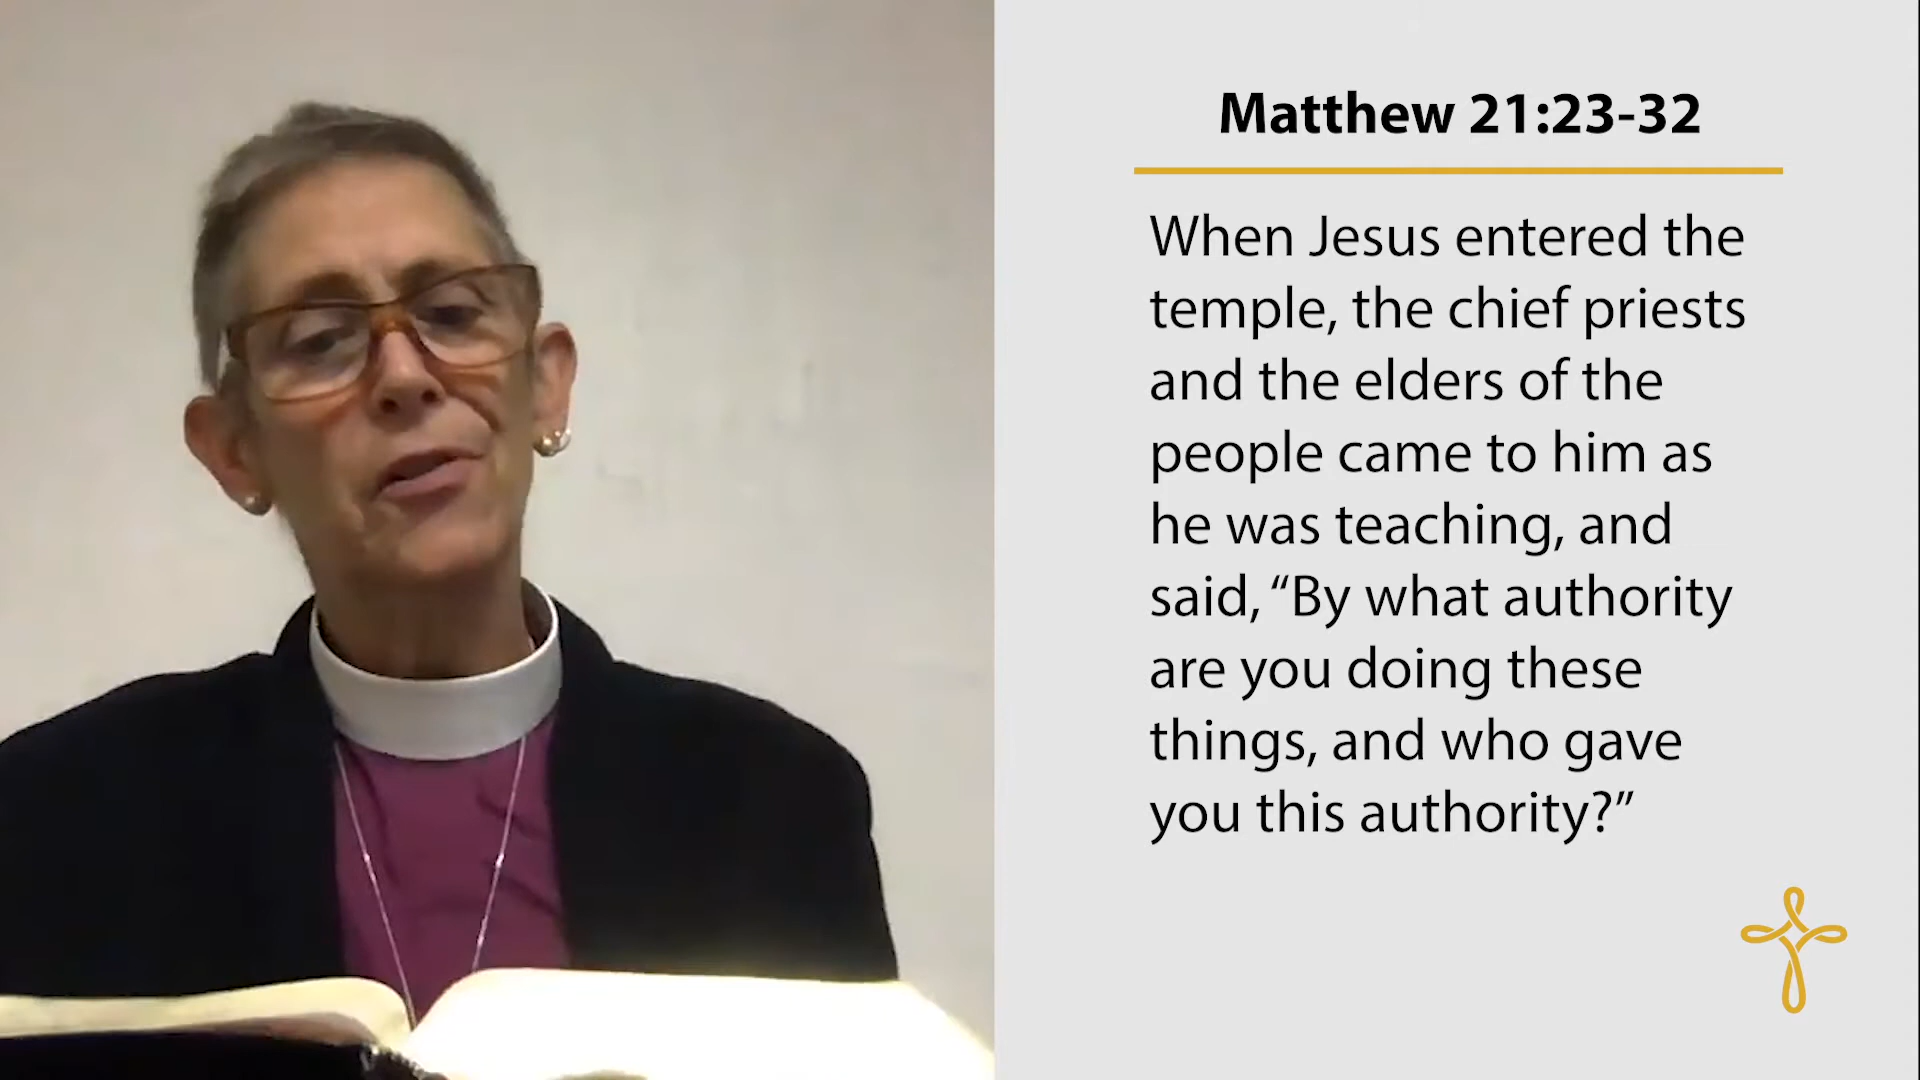 Matthew 21:23-32
When Jesus entered the
temple, the chief priests
and the elders of the
people came to him as
he was teaching, and
said, “By what authority
are you doing these
things, and who gave
you this authority?”